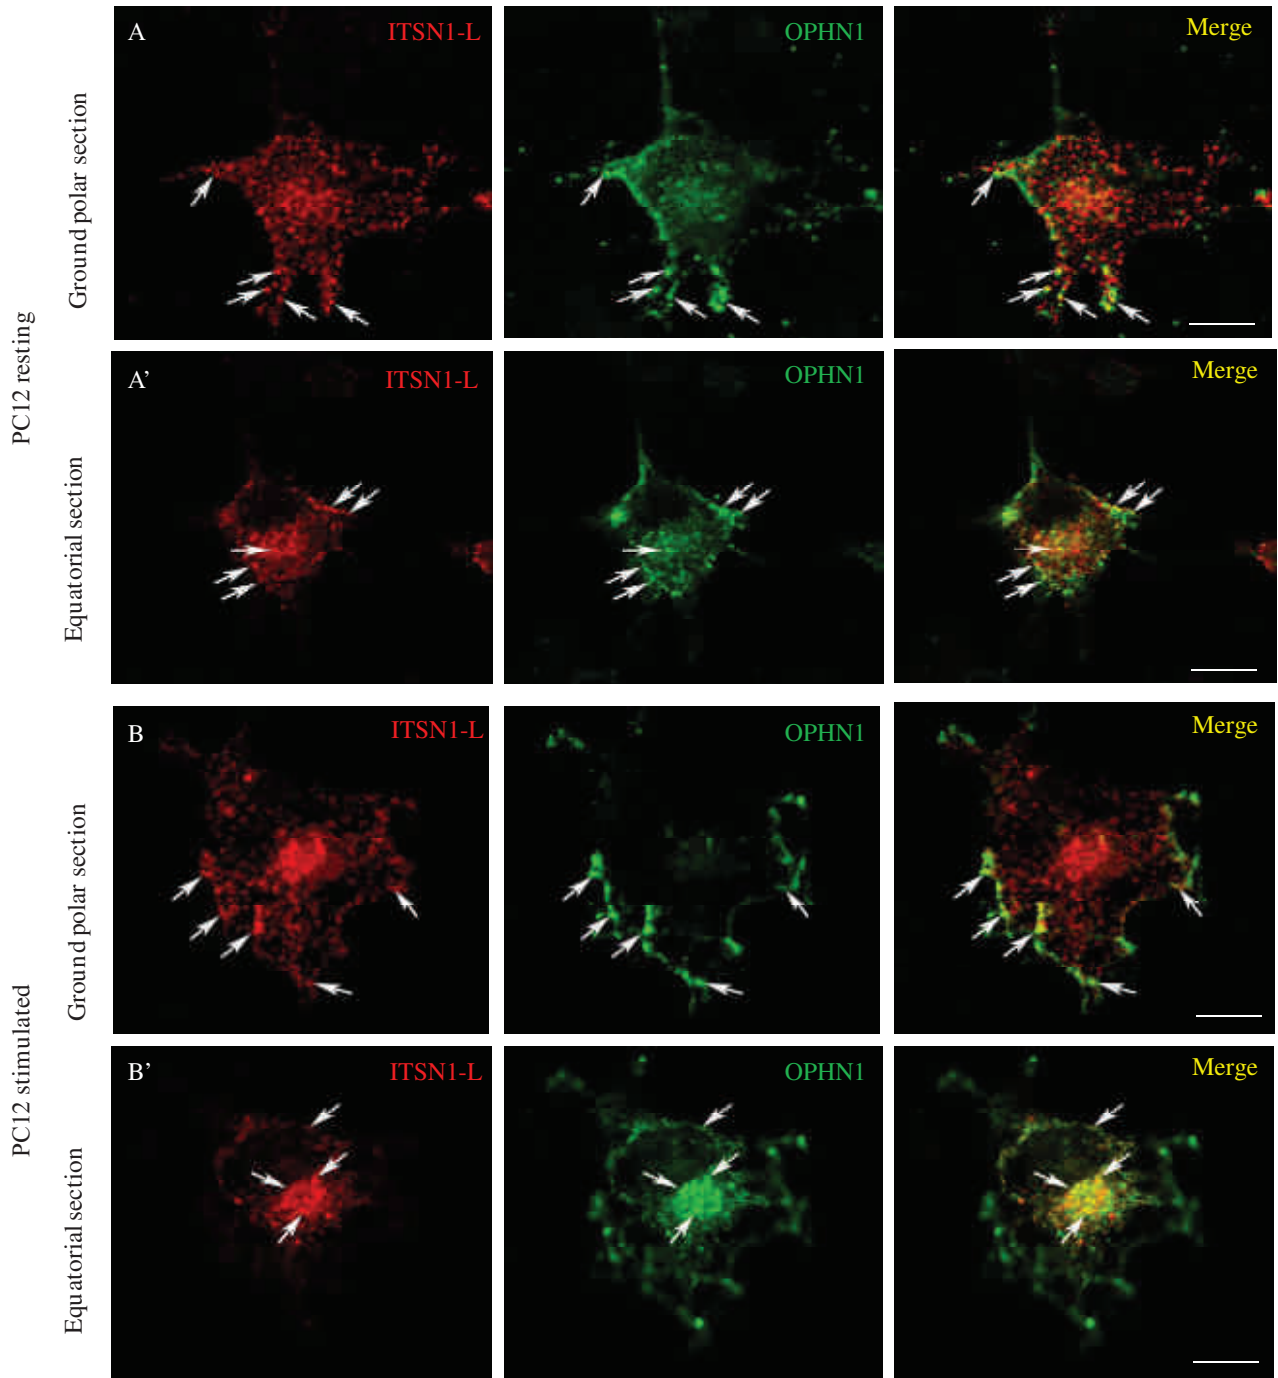 PC12 resting
Ground polar section
A
ITSN1-L
OPHN1
Merge
Equatorial section
A’
ITSN1-L
OPHN1
Merge
PC12 stimulated
Ground polar section
B
ITSN1-L
OPHN1
Merge
Equatorial section
B’
ITSN1-L
OPHN1
Merge